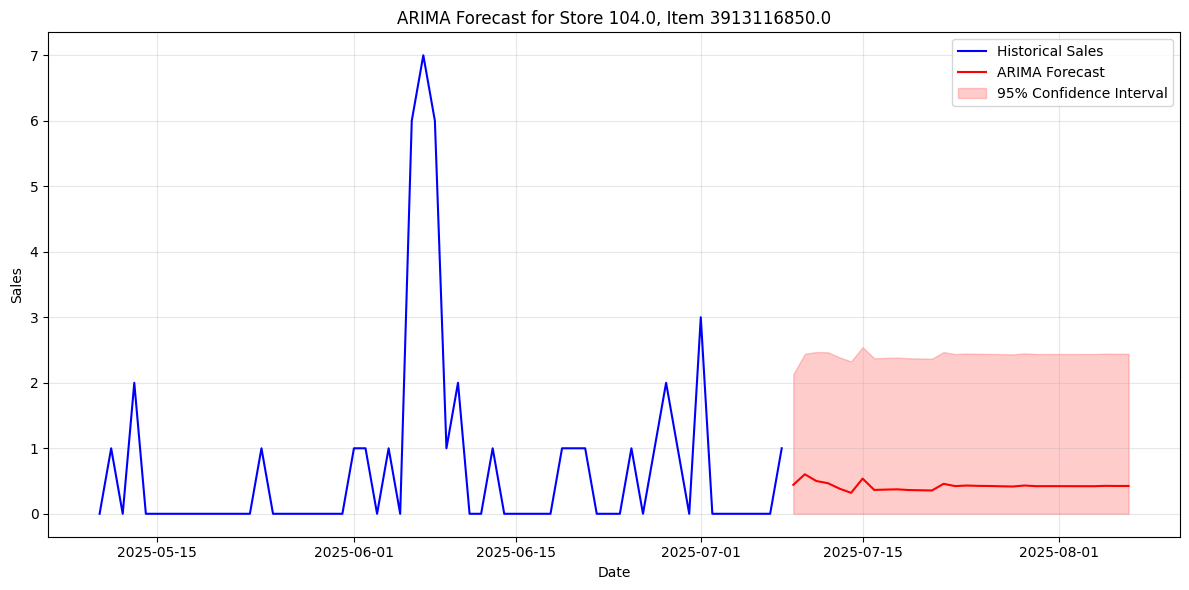 ARIMA Forecast for Store 104.0, Item 3913116850.0
Historical Sales
ARIMA Forecast
95% Confidence Interval
7
6
5
4
3
2
1
0
Sales
2025-05-15 2025-06-01 2025-06-15 2025-07-01 2025-07-15 2025-08-01
Date